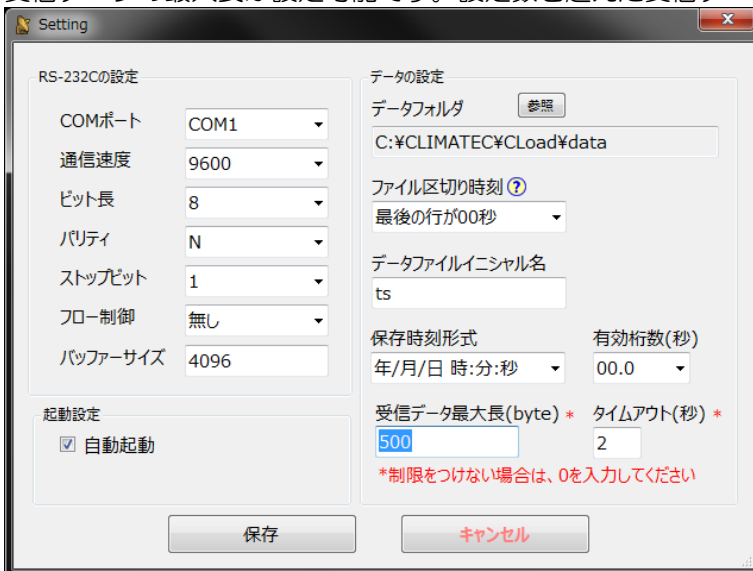 Setting
RS-232Cの設定
COMポート COM1
通信速度 9600
ビット長 8
パリティ N
ストップビット 1
フロー制御 無し
バッファーサイズ 4096
起動設定
自動起動
データの設定
データフォルダ 参照
C:¥CLIMATEC¥CLoad¥data
ファイル区切り時刻 ?
最後の行が00秒
データファイルイニシャル名
ts
保存時刻形式 有効桁数(秒)
年/月/日 時:分:秒 00.0
受信データ最大長(byte) * タイムアウト(秒) *
500 2
*制限をつけない場合は、0を入力してください
保存 キャンセル